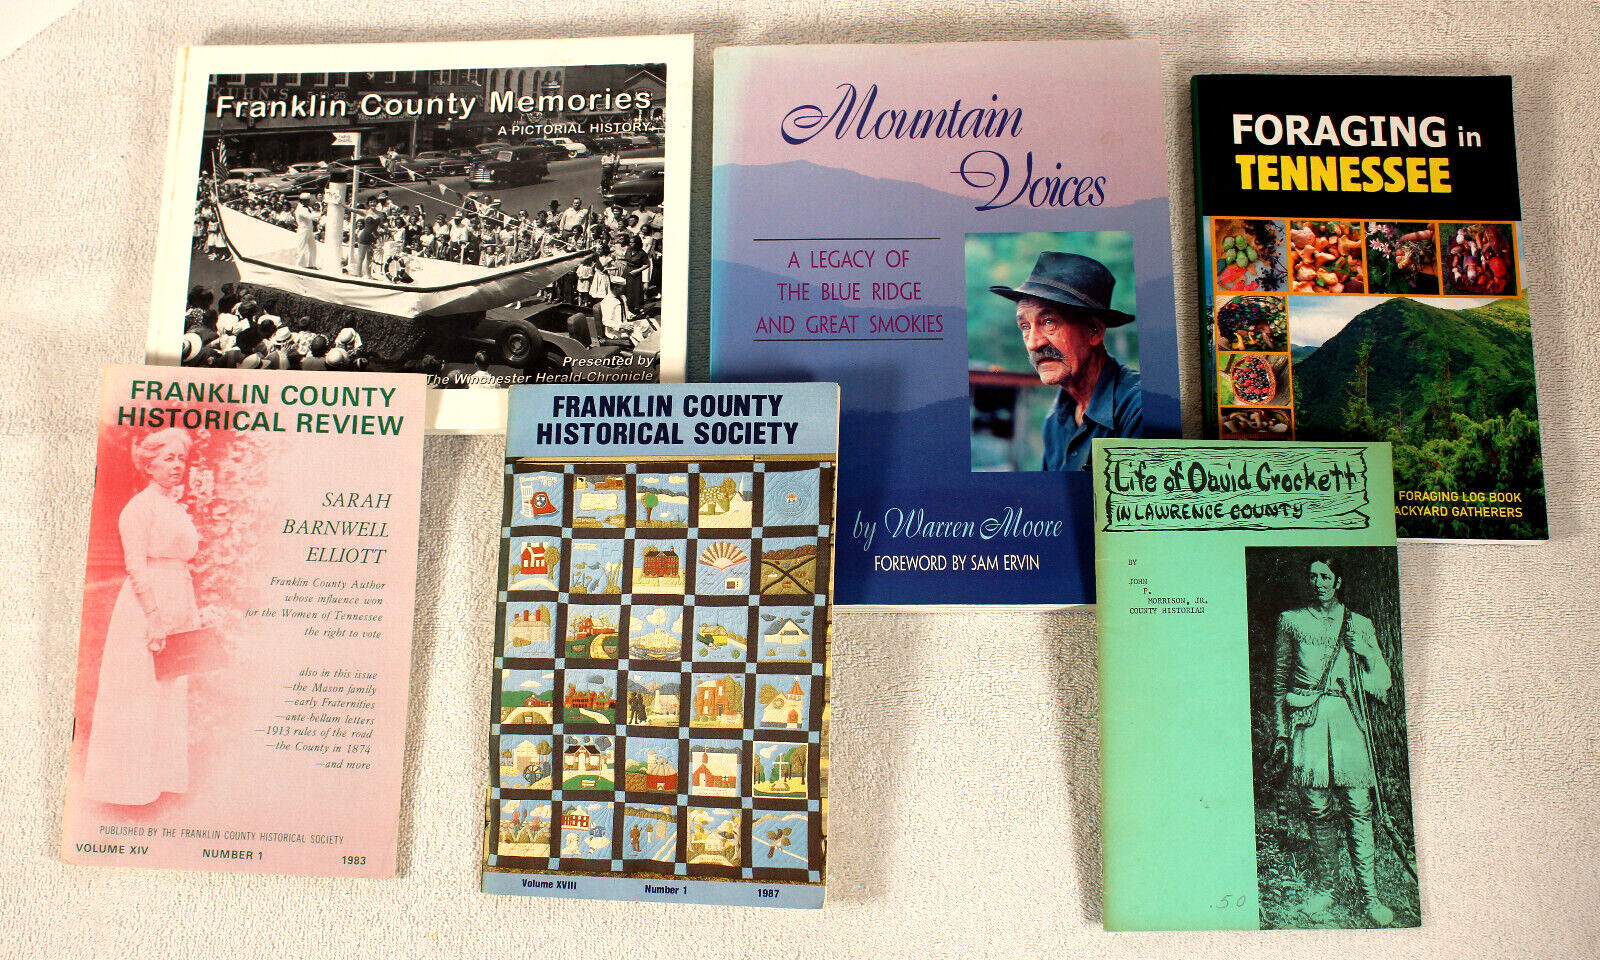 KUHN'S 5-10-25
Franklin County Memories
A PICTORIAL HISTORY
Presented by
The Winchester Herald-Chronicle
Mountain
Voices
A LEGACY OF
THE BLUE RIDGE
AND GREAT SMOKIES
by Warren Moore
FOREWORD BY SAM ERVIN
FORAGING in
TENNESSEE
FORAGING LOG BOOK
ACKYARD GATHERERS
FRANKLIN COUNTY
HISTORICAL REVIEW
SARAH
BARNWELL
ELLIOTT
Franklin County Author
whose influence won
for the Women of Tennessee
the right to vote
also in this issue
—the Mason family
—early Fraternities
—ante-bellum letters
—1913 rules of the road
—the County in 1874
—and more
PUBLISHED BY THE FRANKLIN COUNTY HISTORICAL SOCIETY
VOLUME XIV NUMBER 1 1983
FRANKLIN COUNTY
HISTORICAL SOCIETY
Volume XVIII Number 1 1987
Life of David Crockett
IN LAWRENCE COUNTY
BY
JOHN
F.
MORRISON, JR.
COUNTY HISTORIAN
.50